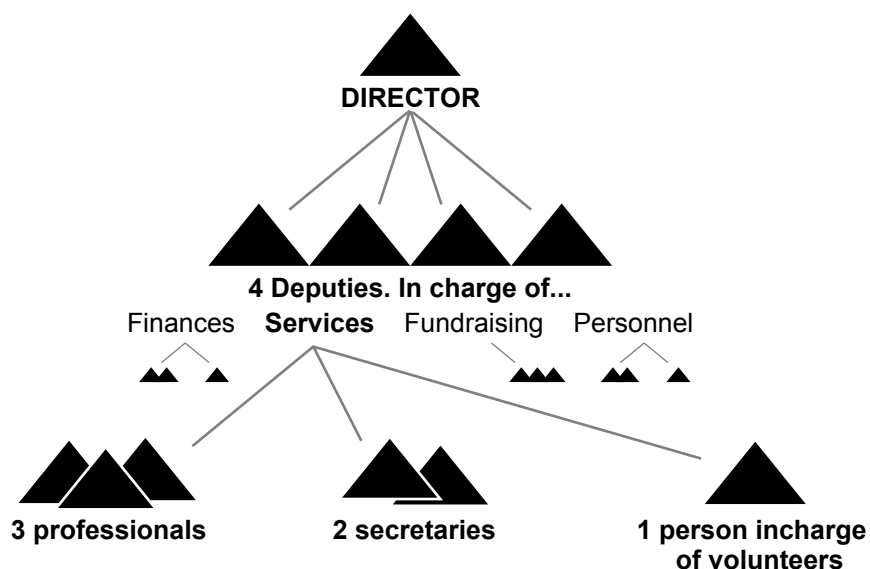 DIRECTOR
4 Deputies. In charge of...
Finances Services Fundraising Personnel
3 professionals 2 secretaries 1 person incharge
of volunteers